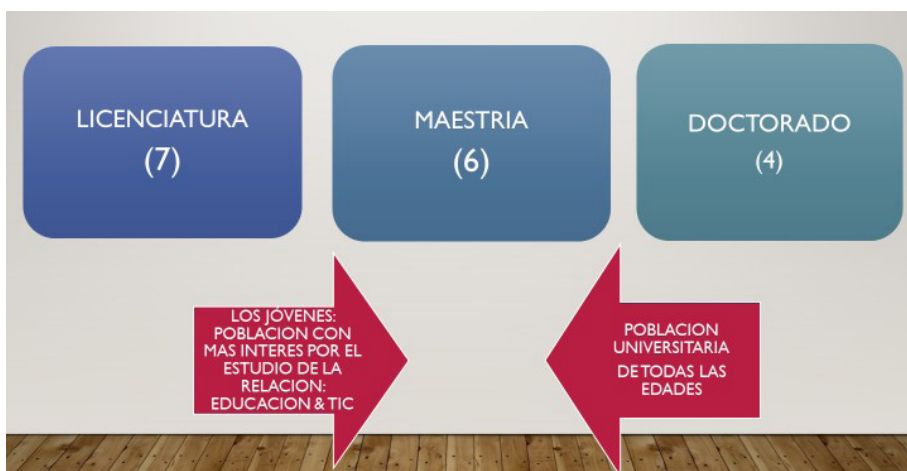 LICENCIATURA
(7)
MAESTRIA
(6)
DOCTORADO
(4)
LOS JÓVENES:
POBLACION CON
MAS INTERES POR EL
ESTUDIO DE LA
RELACION:
EDUCACION & TIC
POBLACION
UNIVERSITARIA
DE TODAS LAS
EDADES